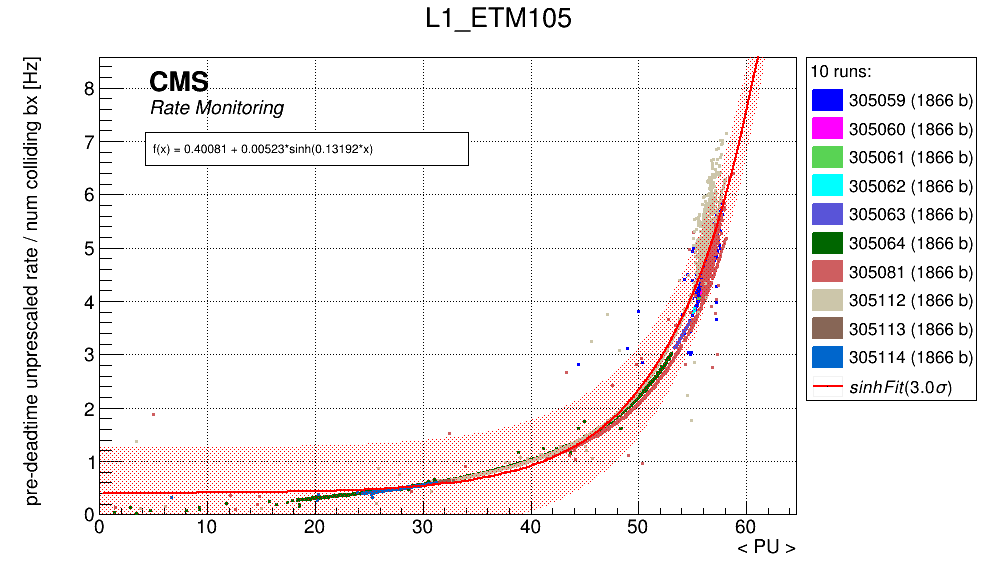 L1_ETM105
pre-deadtime unprescaled rate / num colliding bx [Hz]
CMS
Rate Monitoring
f(x) = 0.40081 + 0.00523*sinh(0.13192*x)
8
7
6
5
4
3
2
1
0
0 10 20 30 40 50 60
< PU >
10 runs:
305059 (1866 b)
305060 (1866 b)
305061 (1866 b)
305062 (1866 b)
305063 (1866 b)
305064 (1866 b)
305081 (1866 b)
305112 (1866 b)
305113 (1866 b)
305114 (1866 b)
sinhFit(3.0σ)